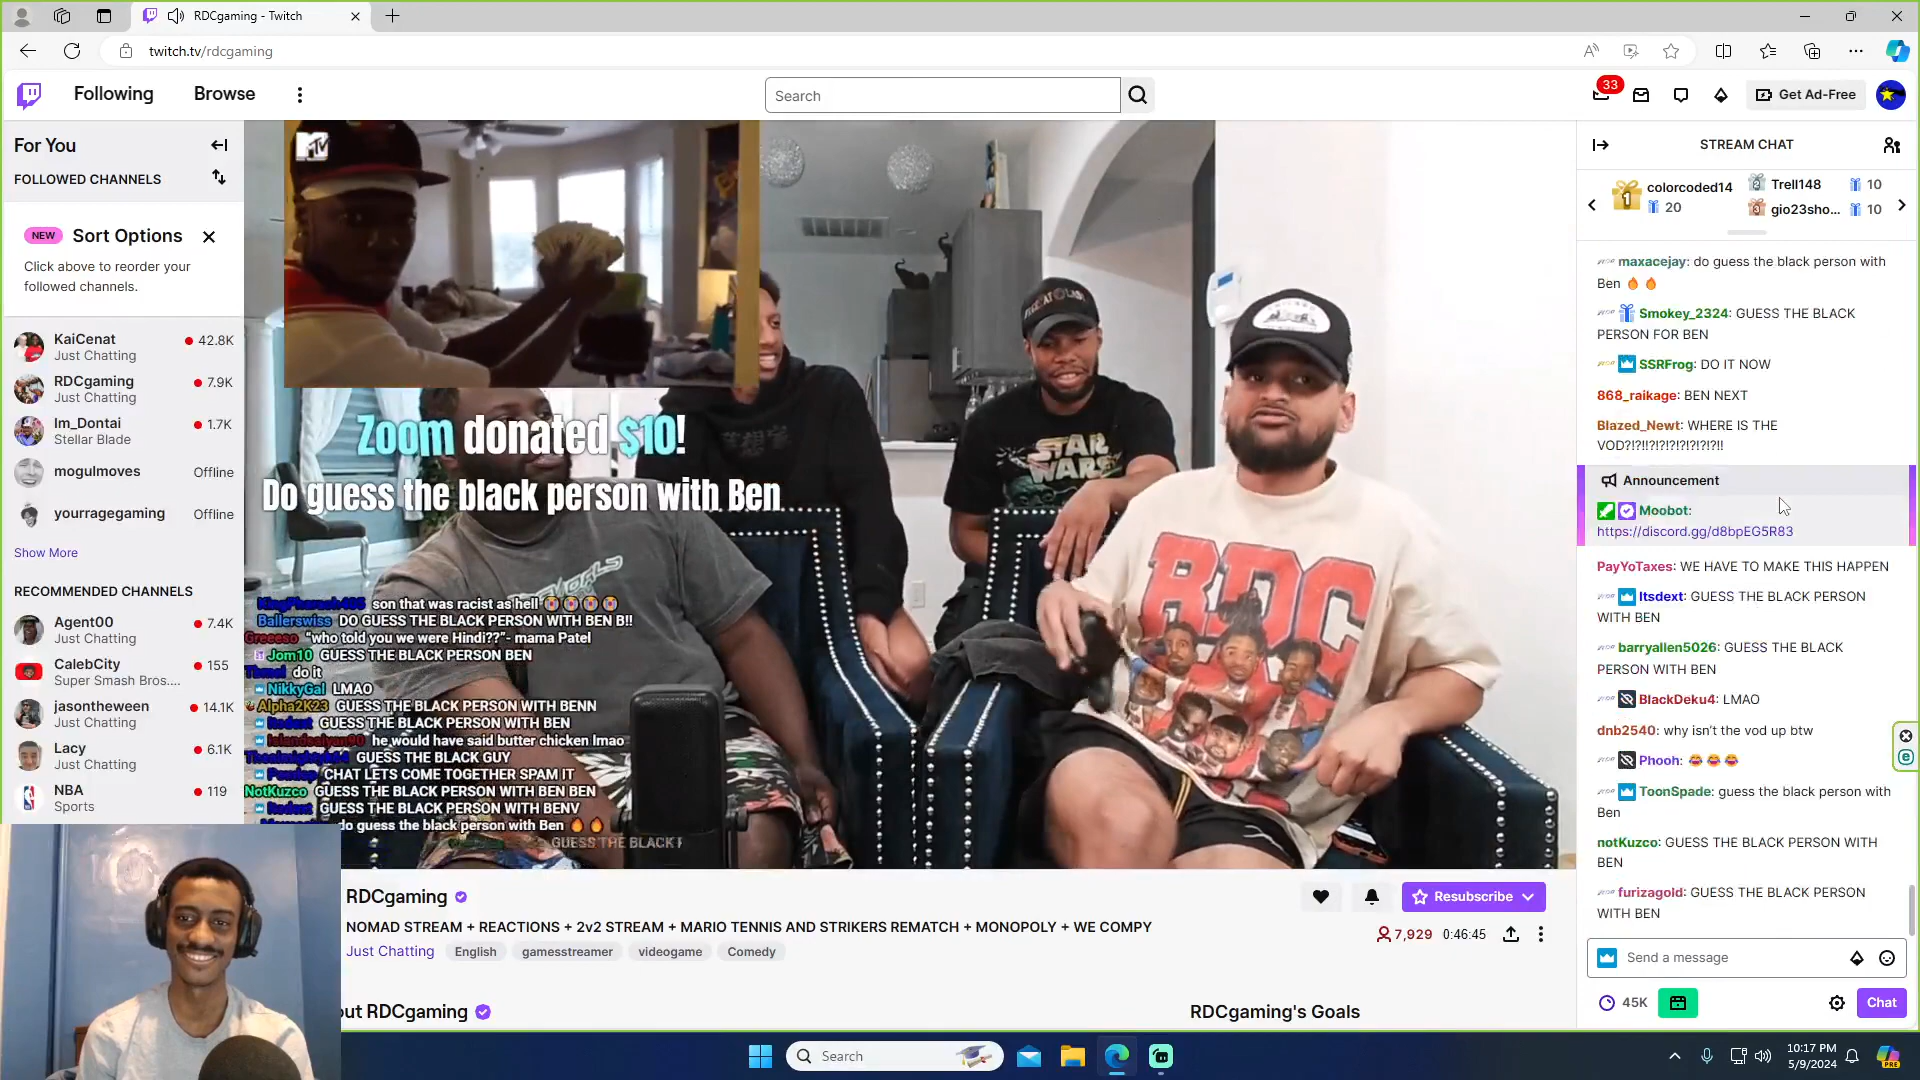 RDCgaming - Twitch
twitch.tv/rdcgaming
Following
Browse
Search
33
Get Ad-Free
For You
FOLLOWED CHANNELS
NEW Sort Options
Click above to reorder your
followed channels.
KaiCenat 42.8K
Just Chatting
RDCgaming 7.9K
Just Chatting
Im_Dontai 1.7K
Stellar Blade
mogulmoves Offline
yourragegaming Offline
Show More
RECOMMENDED CHANNELS
Agent00 7.4K
Just Chatting
CalebCity 155
Super Smash Bros....
jasontheween 14.1K
Just Chatting
Lacy 6.1K
Just Chatting
NBA 119
Sports
MTV
STAR
WARS
RDC
Zoom donated $10!
Do guess the black person with Ben
son that was racist as hell
Ballerswiss DO GUESS THE BLACK PERSON WITH BEN B!!
Greeeso "who told you we were Hindi??"- mama Patel
Jom10 GUESS THE BLACK PERSON BEN
do it
NikkyGal LMAO
Alpha2K23 GUESS THE BLACK PERSON WITH BENN
GUESS THE BLACK PERSON WITH BEN
he would have said butter chicken lmao
GUESS THE BLACK GUY
CHAT LETS COME TOGETHER SPAM IT
NotKuzco GUESS THE BLACK PERSON WITH BEN BEN
GUESS THE BLACK PERSON WITH BENV
do guess the black person with Ben
GUESS THE BLACK
RDCgaming
NOMAD STREAM + REACTIONS + 2v2 STREAM + MARIO TENNIS AND STRIKERS REMATCH + MONOPOLY + WE COMPY
Just Chatting English gamesstreamer videogame Comedy
Resubscribe
7,929 0:46:45
out RDCgaming
RDCgaming's Goals
STREAM CHAT
1 colorcoded14 20
2 Trell148 10
3 gio23sho... 10
maxacejay: do guess the black person with
Ben
Smokey_2324: GUESS THE BLACK
PERSON FOR BEN
SSRFrog: DO IT NOW
868_raikage: BEN NEXT
Blazed_Newt: WHERE IS THE
VOD?!?!!?!?!?!?!?!?!?!!
Announcement
Moobot:
https://discord.gg/d8bpEG5R83
PayYoTaxes: WE HAVE TO MAKE THIS HAPPEN
Itsdext: GUESS THE BLACK PERSON
WITH BEN
barryallen5026: GUESS THE BLACK
PERSON WITH BEN
BlackDeku4: LMAO
dnb2540: why isn't the vod up btw
Phooh:
ToonSpade: guess the black person with
Ben
notKuzco: GUESS THE BLACK PERSON WITH
BEN
furizagold: GUESS THE BLACK PERSON
WITH BEN
Send a message
45K
Chat
Search
10:17 PM
5/9/2024
PRE